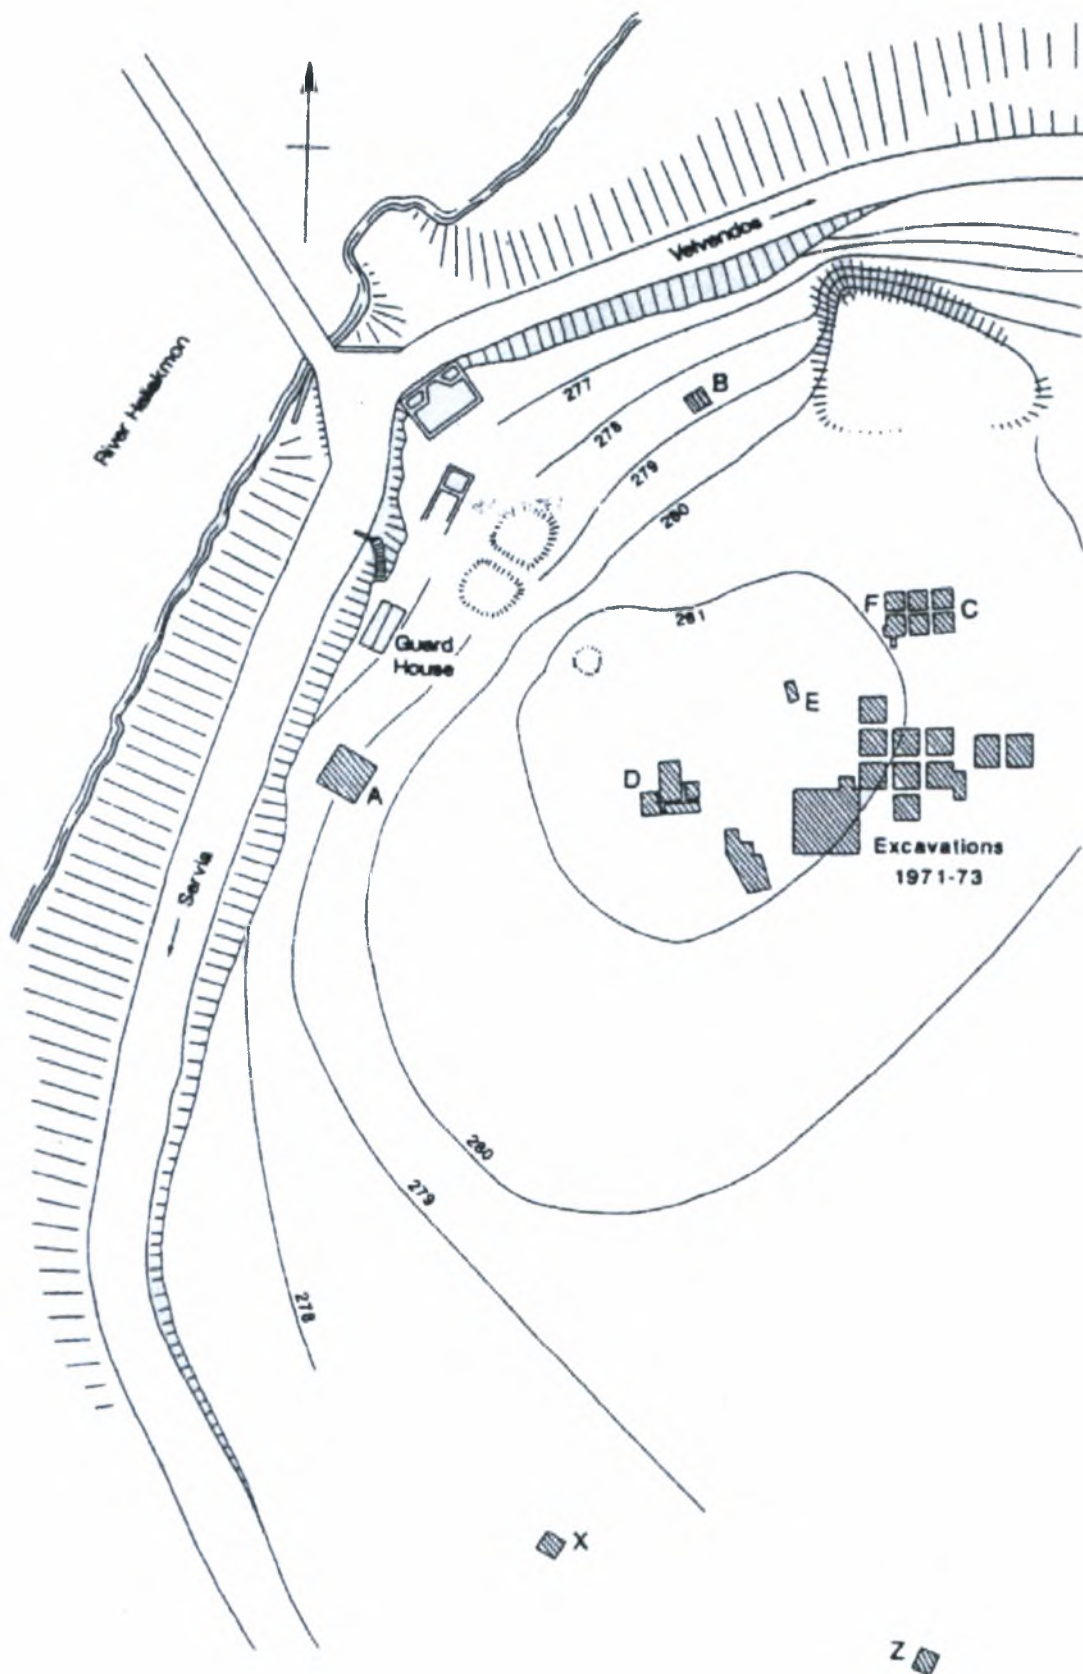 Velvendos
River Haliakmon
277
B
278
279
280
F
C
281
Guard
House
E
D
A
Excavations
1971-73
Servia
280
279
278
X
Z